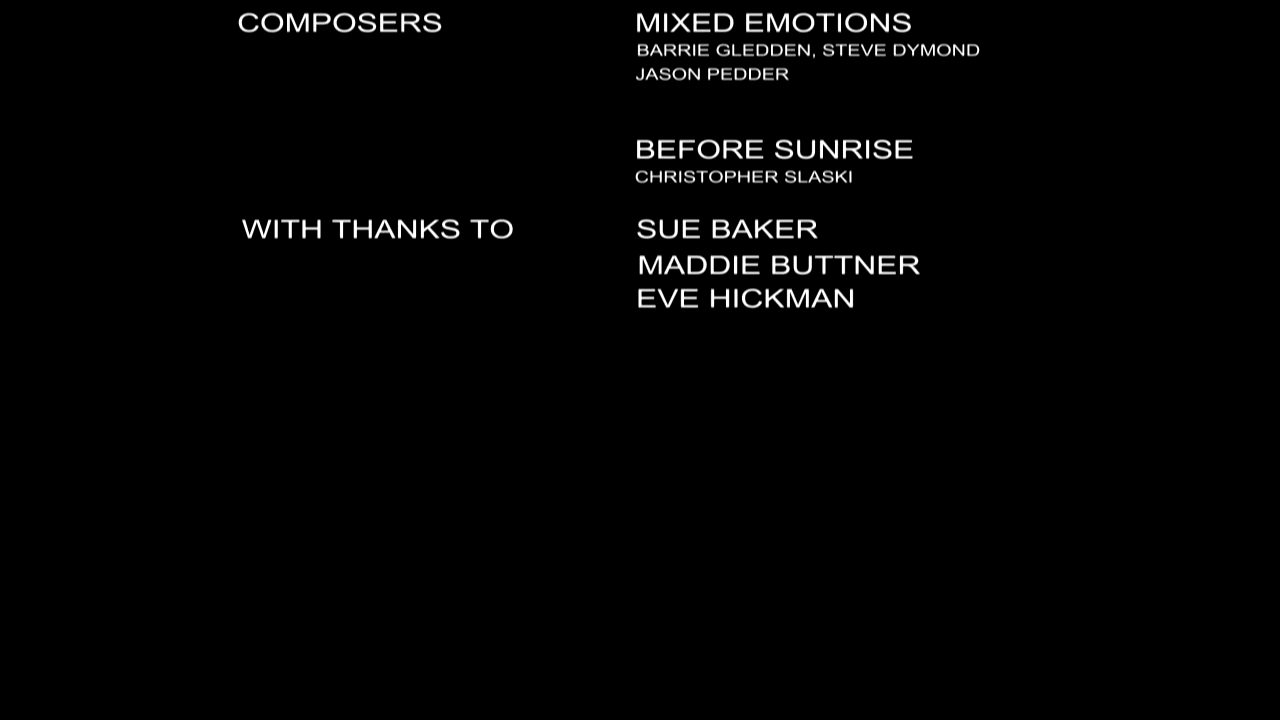 COMPOSERS MIXED EMOTIONS
BARRIE GLEDDEN, STEVE DYMOND
JASON PEDDER
BEFORE SUNRISE
CHRISTOPHER SLASKI
WITH THANKS TO SUE BAKER
MADDIE BUTTNER
EVE HICKMAN